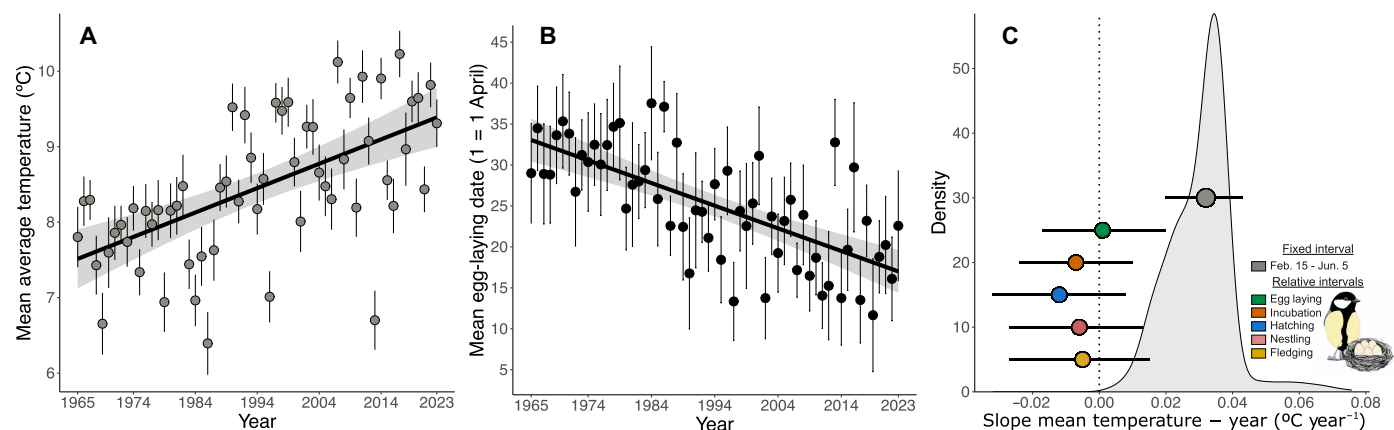 A
Mean average temperature (ºC)
10
9
8
7
6
1965 1974 1984 1994 2004 2014 2023
Year
B
Mean egg-laying date (1 = 1 April)
45
40
35
30
25
20
15
10
5
1965 1974 1984 1994 2004 2014 2023
Year
C
Density
50
40
30
20
10
0
Fixed interval
Feb. 15 - Jun. 5
Relative intervals
Egg laying
Incubation
Hatching
Nestling
Fledging
−0.02 0.00 0.02 0.04 0.06 0.08
Slope mean temperature − year (ºC year⁻¹)